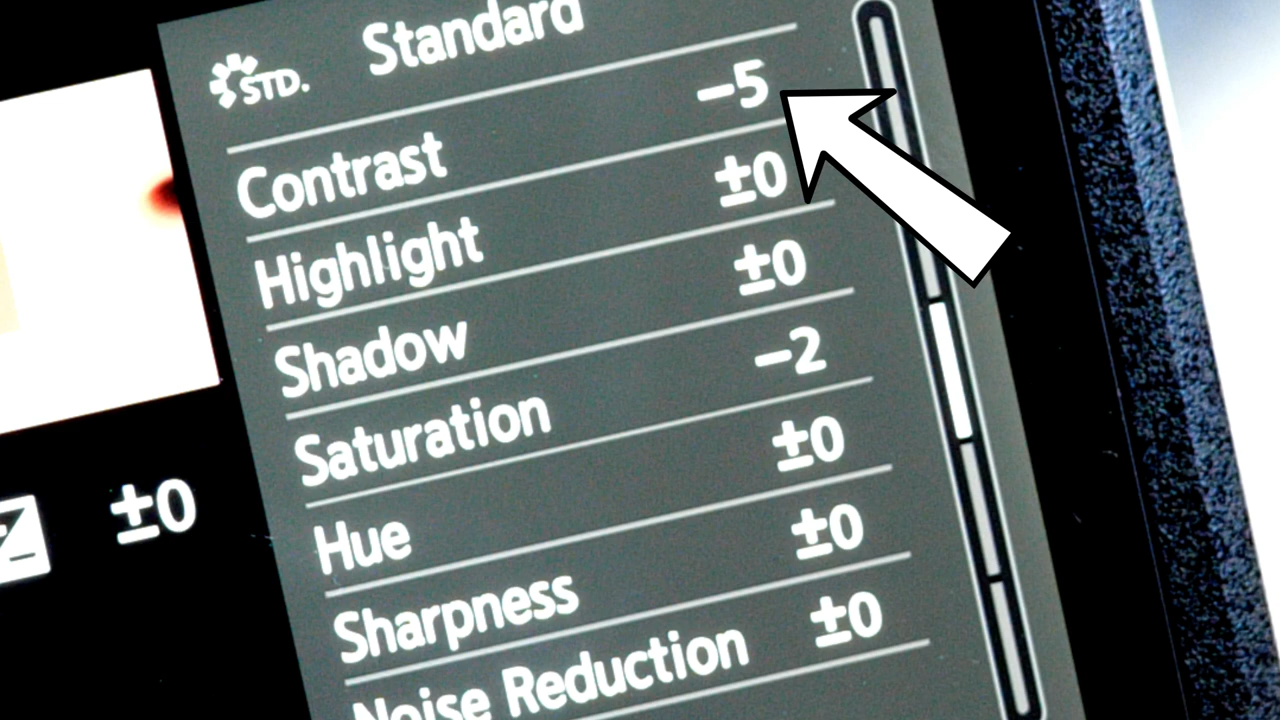 STD. Standard
Contrast −5
Highlight ±0
Shadow ±0
Saturation −2
Hue ±0
Sharpness ±0
Noise Reduction ±0
±0